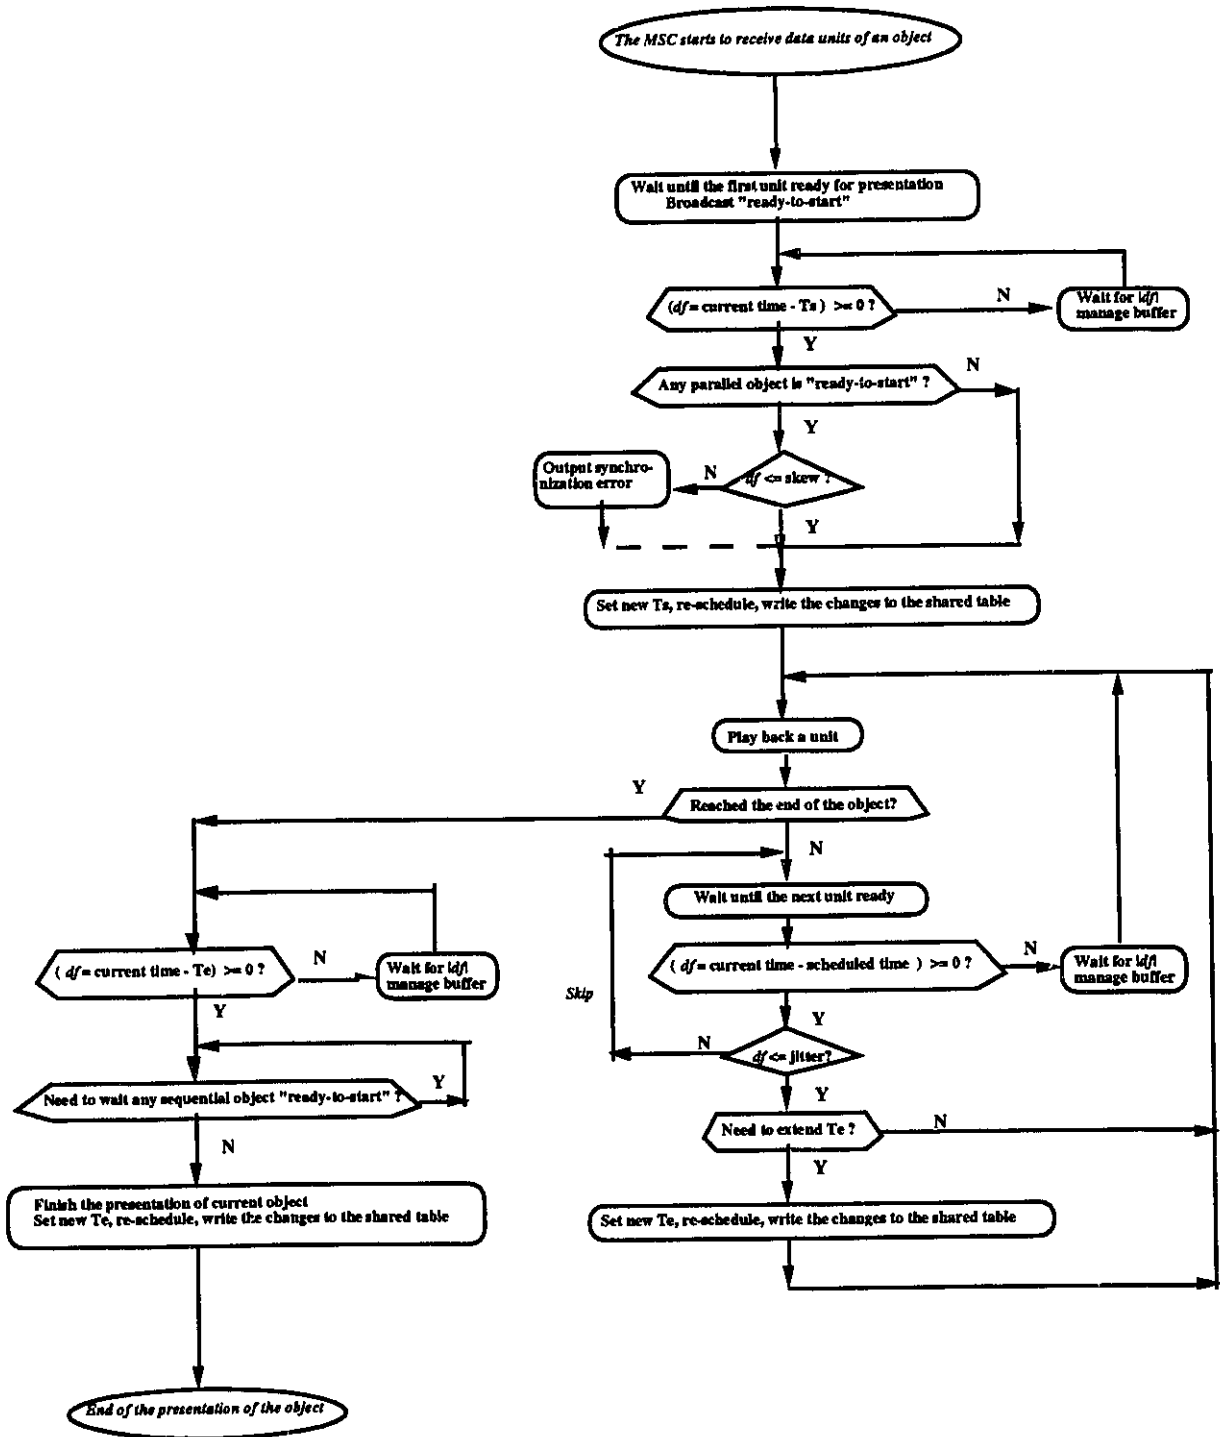 The MSC starts to receive data units of an object
Wait until the first unit ready for presentation
Broadcast "ready-to-start"
(df = current time - Ts ) >= 0 ?
N
Wait for |df|
manage buffer
Y
Any parallel object is "ready-to-start" ?
N
Y
df <= skew ?
N
Output synchro-
nization error
Y
Set new Ts, re-schedule, write the changes to the shared table
Play back a unit
Y
Reached the end of the object?
N
Wait until the next unit ready
( df = current time - Te) >= 0 ?
N
Wait for |df|
manage buffer
( df = current time - scheduled time ) >= 0 ?
N
Wait for |df|
manage buffer
Skip
Y
Y
N
df <= jitter?
Need to wait any sequential object "ready-to-start" ?
Y
Y
Need to extend Te ?
N
N
Y
Finish the presentation of current object
Set new Te, re-schedule, write the changes to the shared table
Set new Te, re-schedule, write the changes to the shared table
End of the presentation of the object